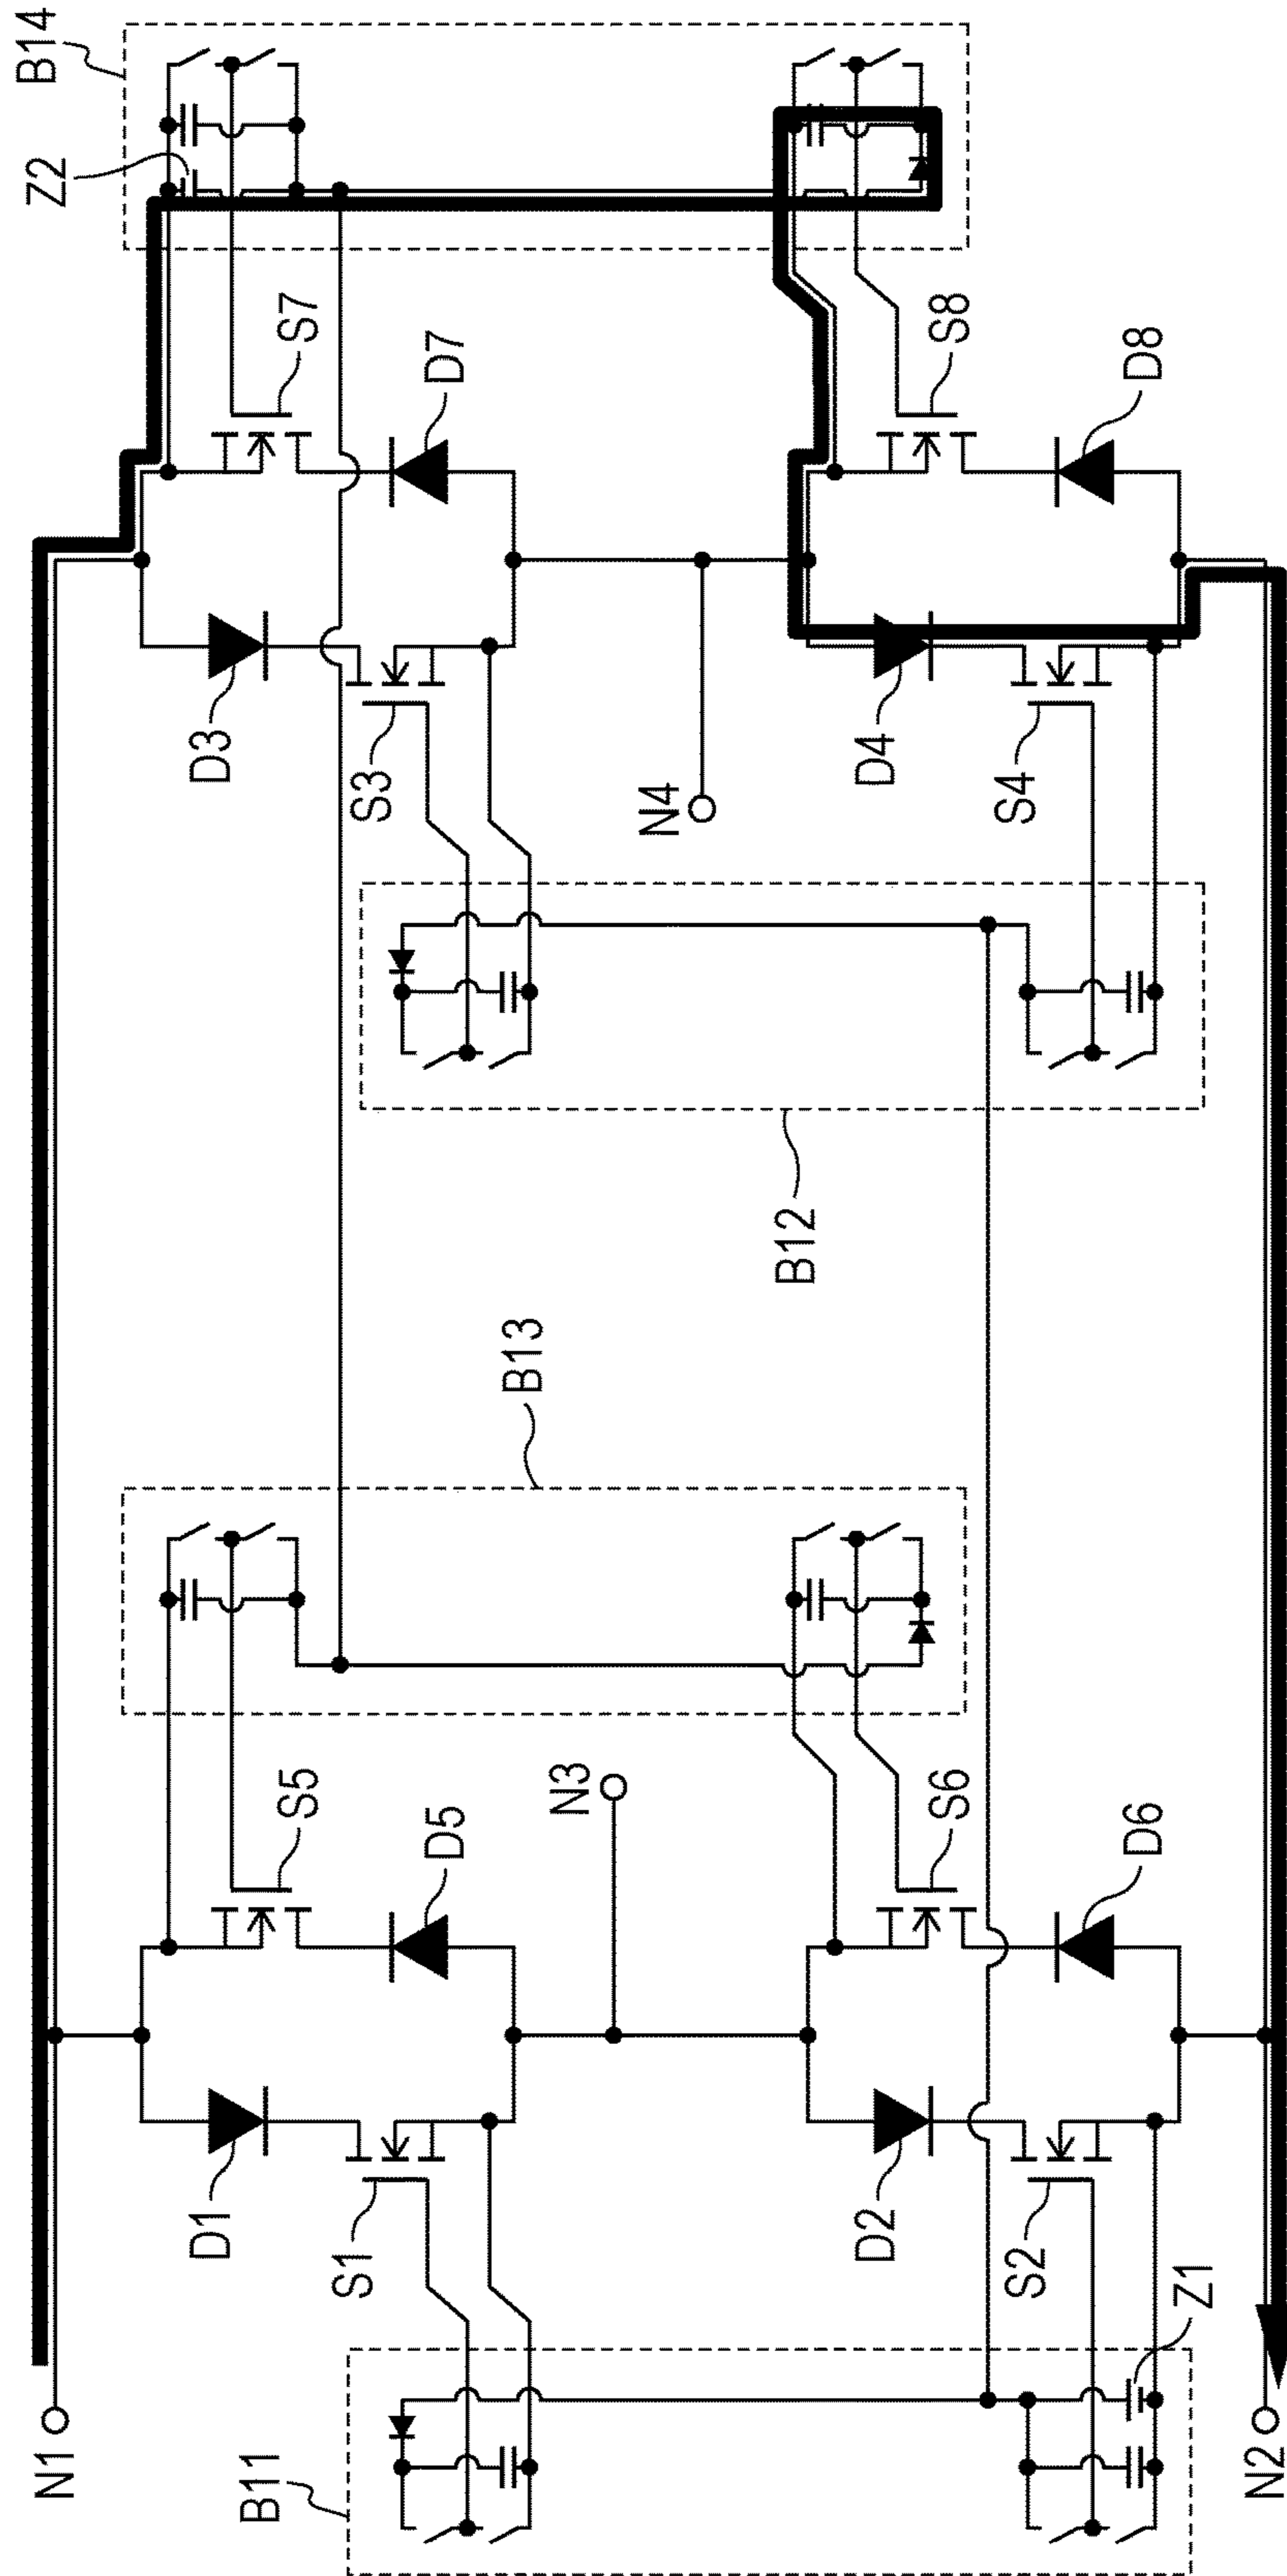 B14
Z2
S7
D7
S8
D8
D3
S3
N4
D4
S4
B12
B13
S5
D5
N3
S6
D6
D1
S1
D2
S2
Z1
N1
B11
N2